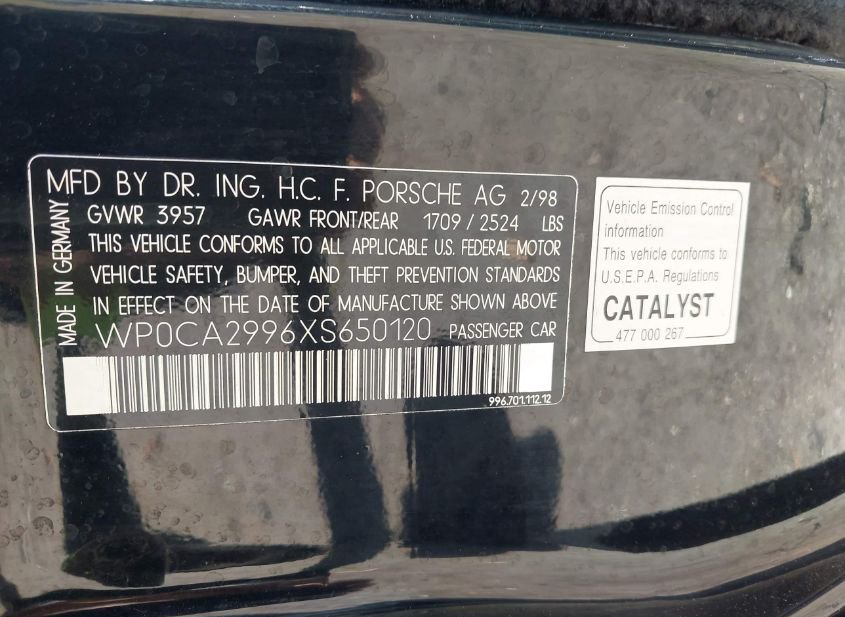 MFD BY DR. ING. H.C. F. PORSCHE AG 2/98
GVWR 3957 GAWR FRONT/REAR 1709 / 2524 LBS
THIS VEHICLE CONFORMS TO ALL APPLICABLE U.S. FEDERAL MOTOR
VEHICLE SAFETY, BUMPER, AND THEFT PREVENTION STANDARDS
IN EFFECT ON THE DATE OF MANUFACTURE SHOWN ABOVE
WP0CA2996XS650120 PASSENGER CAR
996.701.112.12
MADE IN GERMANY
Vehicle Emission Control
information
This vehicle conforms to
U.S.E.P.A. Regulations
CATALYST
477 000 267